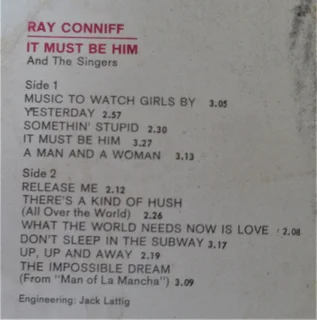 RAY CONNIFF
IT MUST BE HIM
And The Singers
Side 1
MUSIC TO WATCH GIRLS BY 3.05
YESTERDAY 2.57
SOMETHIN' STUPID 2.30
IT MUST BE HIM 3.27
A MAN AND A WOMAN 3.13
Side 2
RELEASE ME 2.12
THERE'S A KIND OF HUSH
(All Over the World) 2.26
WHAT THE WORLD NEEDS NOW IS LOVE 2.08
DON'T SLEEP IN THE SUBWAY 3.17
UP, UP AND AWAY 2.19
THE IMPOSSIBLE DREAM
(From "Man of La Mancha") 3.09
Engineering: Jack Lattig